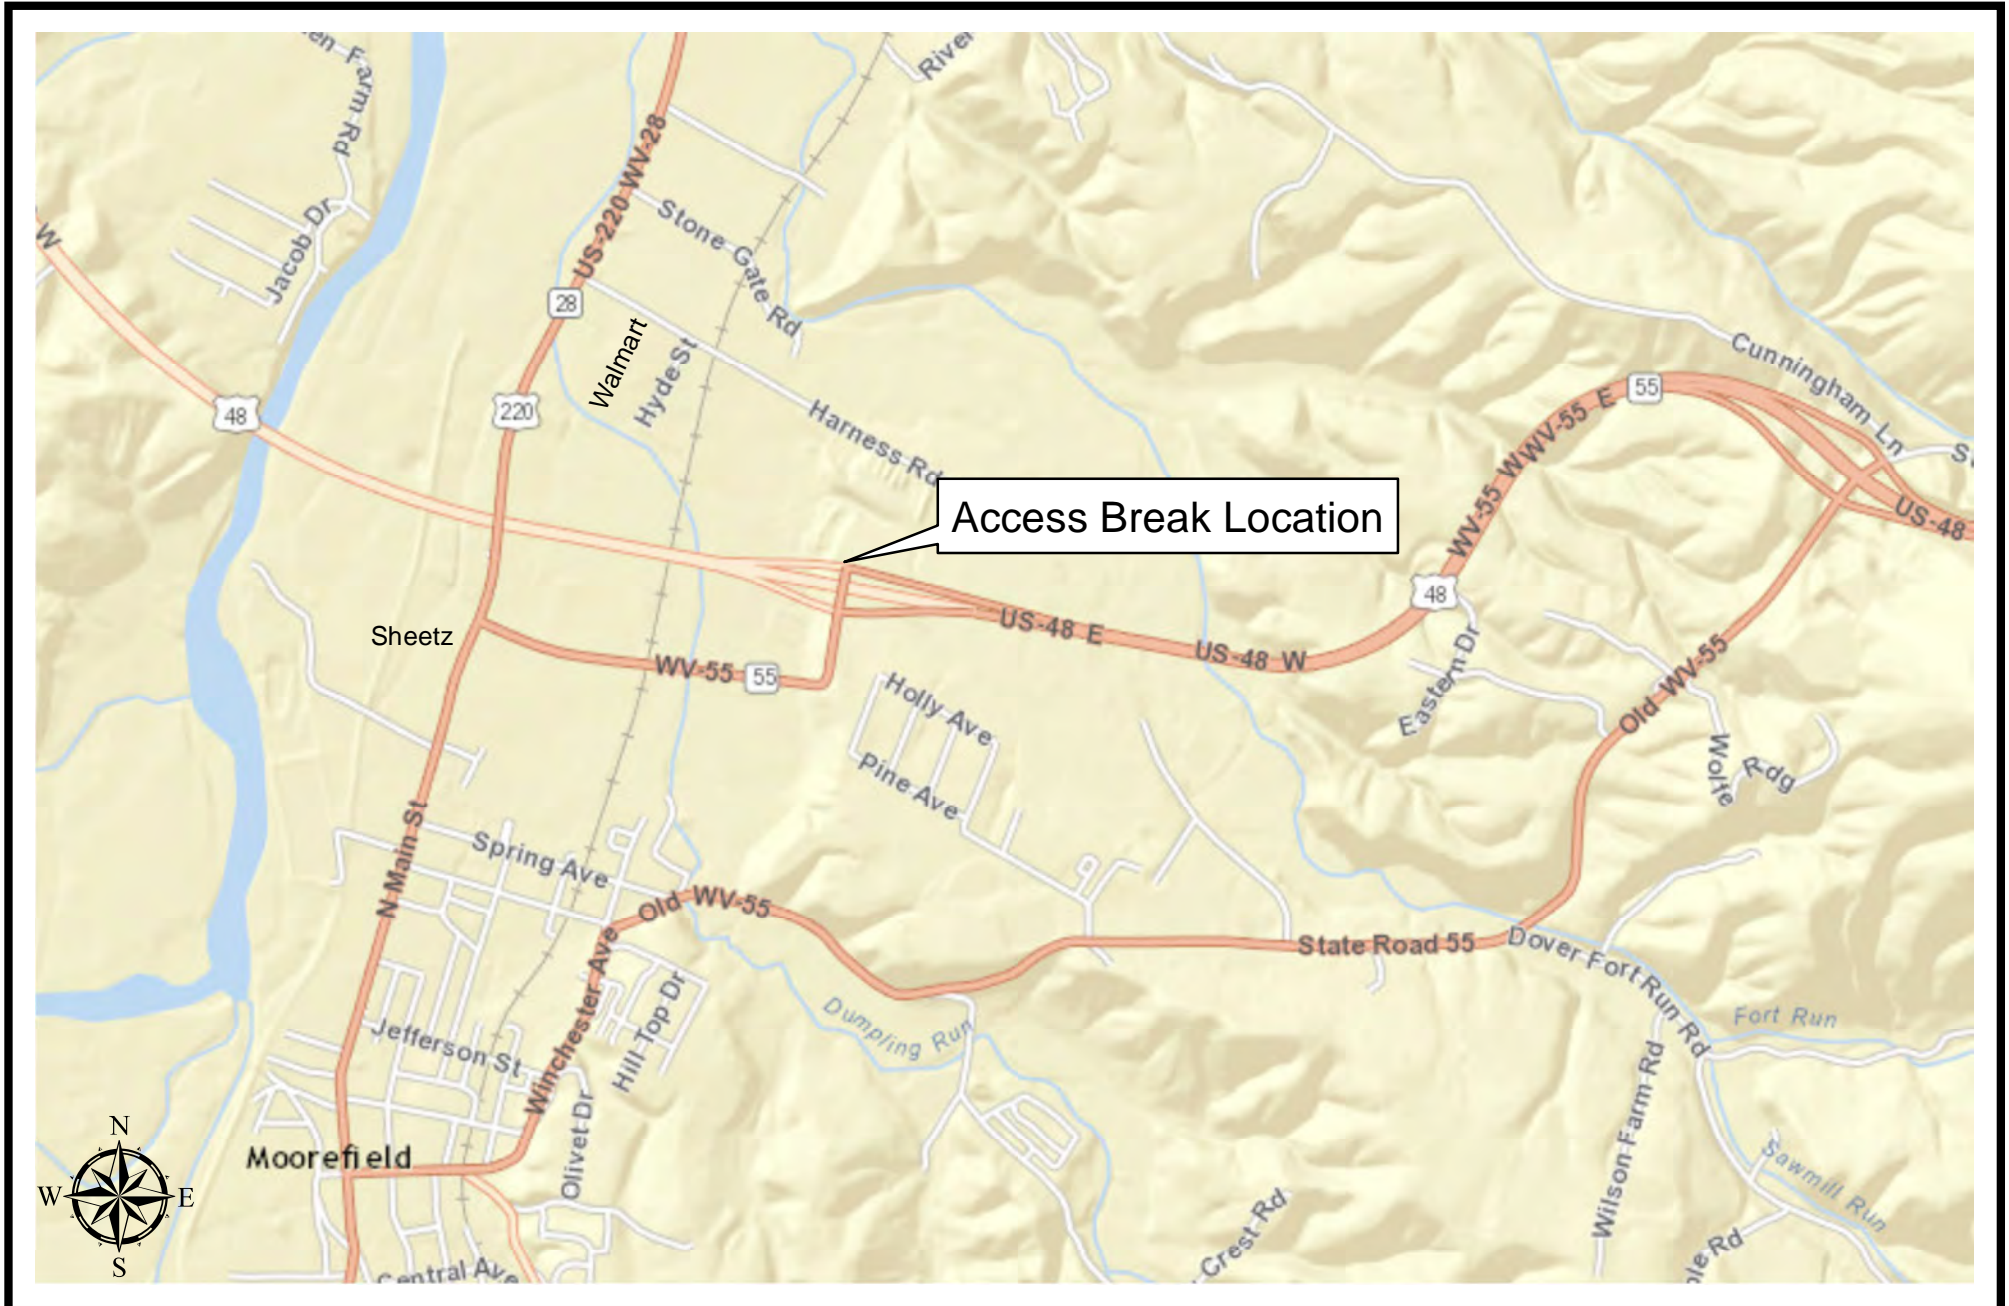 en Farm Rd
River
US-220 WV-28
W
Jacob Dr
Stone Gate Rd
28
Walmart
Hyde St
Cunningham Ln
48
220
55
Harness Rd
WV-55 W
WV-55 E
Access Break Location
US-48
48
Sheetz
US-48 E
US-48 W
WV-55
55
Eastern Dr
Old WV-55
Holly Ave
Pine Ave
Wolfe Rdg
N Main St
Spring Ave
Old WV-55
State Road 55
Dover Fort Run Rd
Winchester Ave
Hill Top Dr
Dumpling Run
Fort Run
Jefferson St
Olivet Dr
Wilson Farm Rd
Sawmill Run
N
Moorefield
W
E
S
Crest Rd
ple Rd
Central Ave